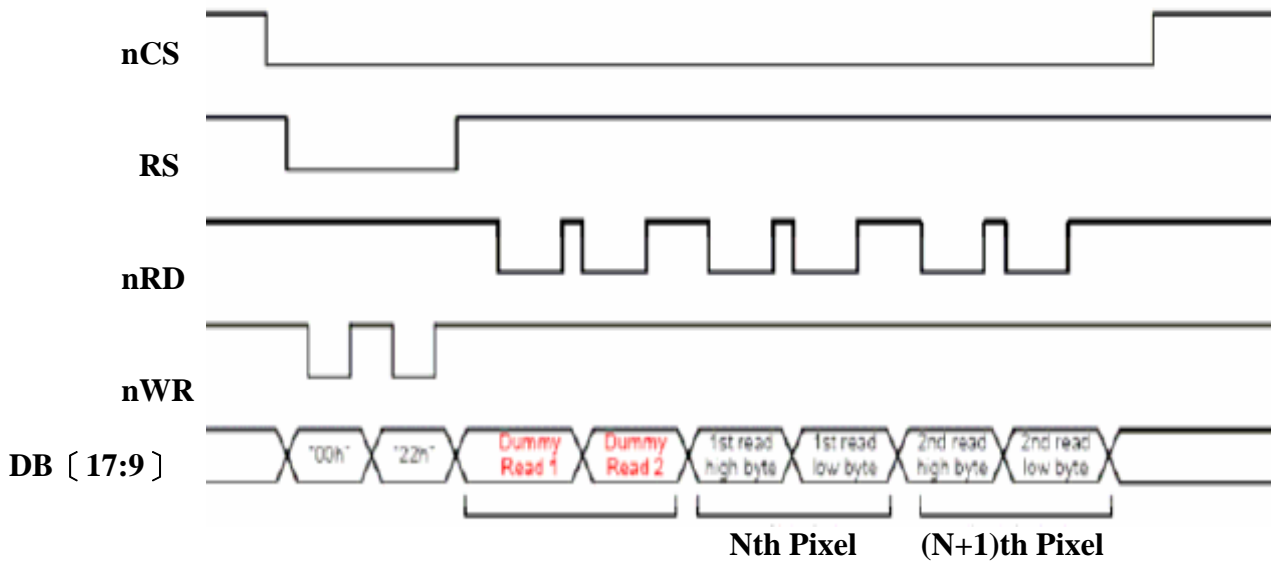 nCS
RS
nRD
nWR
DB〔17:9〕
"00h" "22h" Dummy Read 1 Dummy Read 2 1st read high byte 1st read low byte 2nd read high byte 2nd read low byte
Nth Pixel (N+1)th Pixel